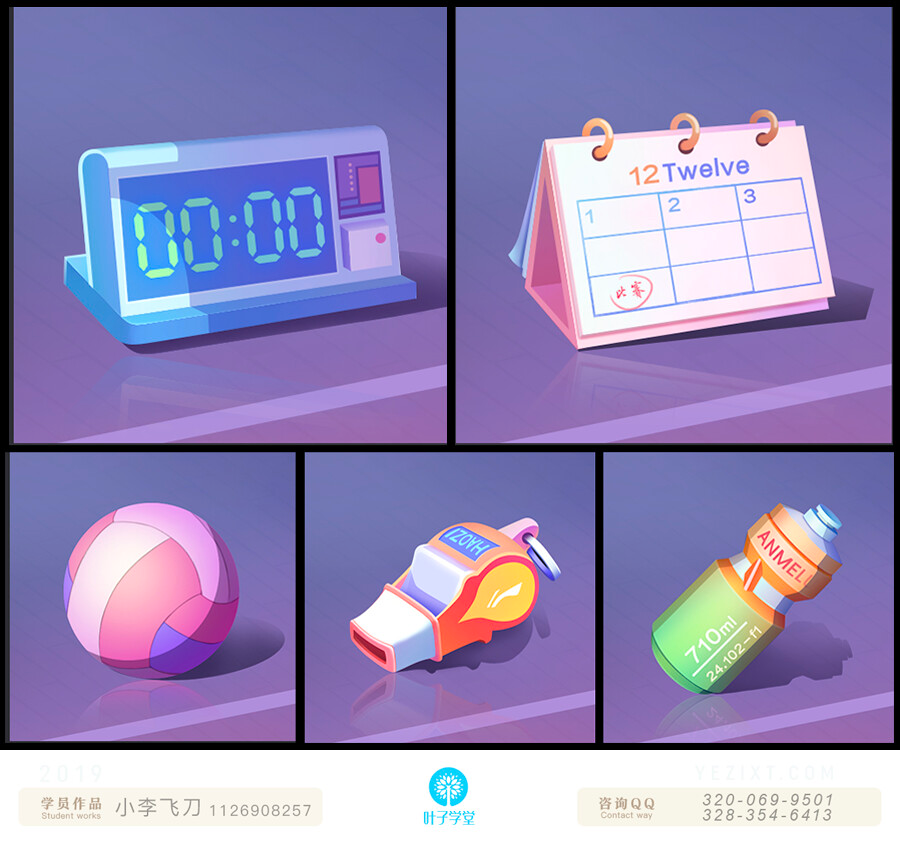 00:00
12 Twelve
1 2 3
比赛
HAOZI
ANMEL
710ml
24.102-f1
2019
YEZIXT.COM
学员作品
Student works
小李飞刀 1126908257
叶子学堂
咨询QQ
Contact way
320-069-9501
328-354-6413